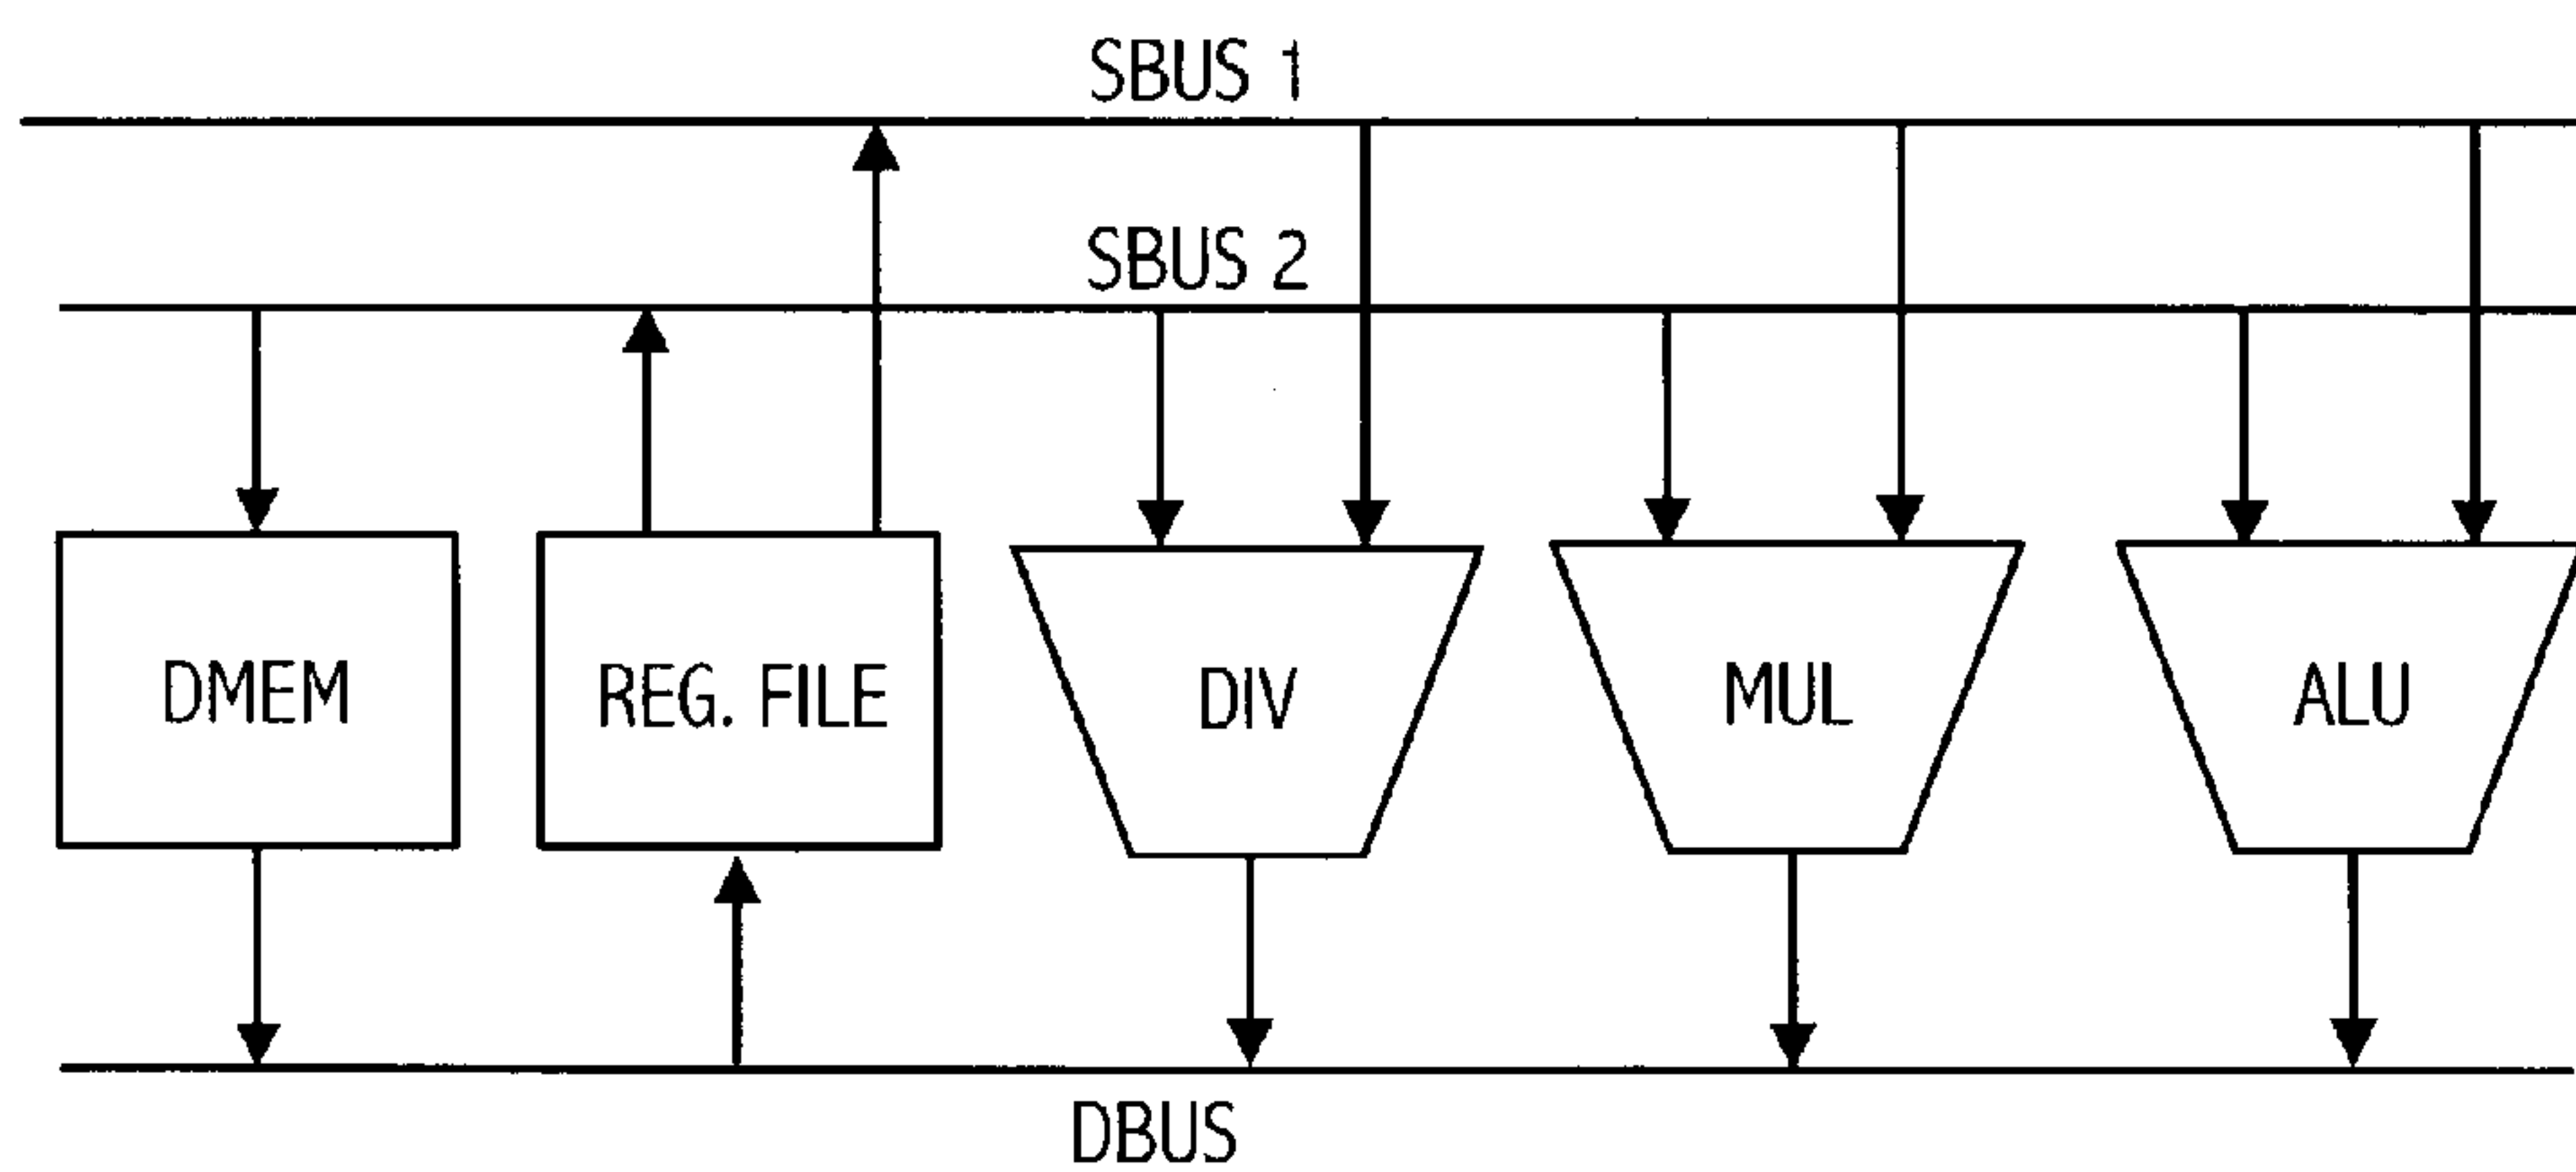 SBUS 1
SBUS 2
DMEM
REG. FILE
DIV
MUL
ALU
DBUS